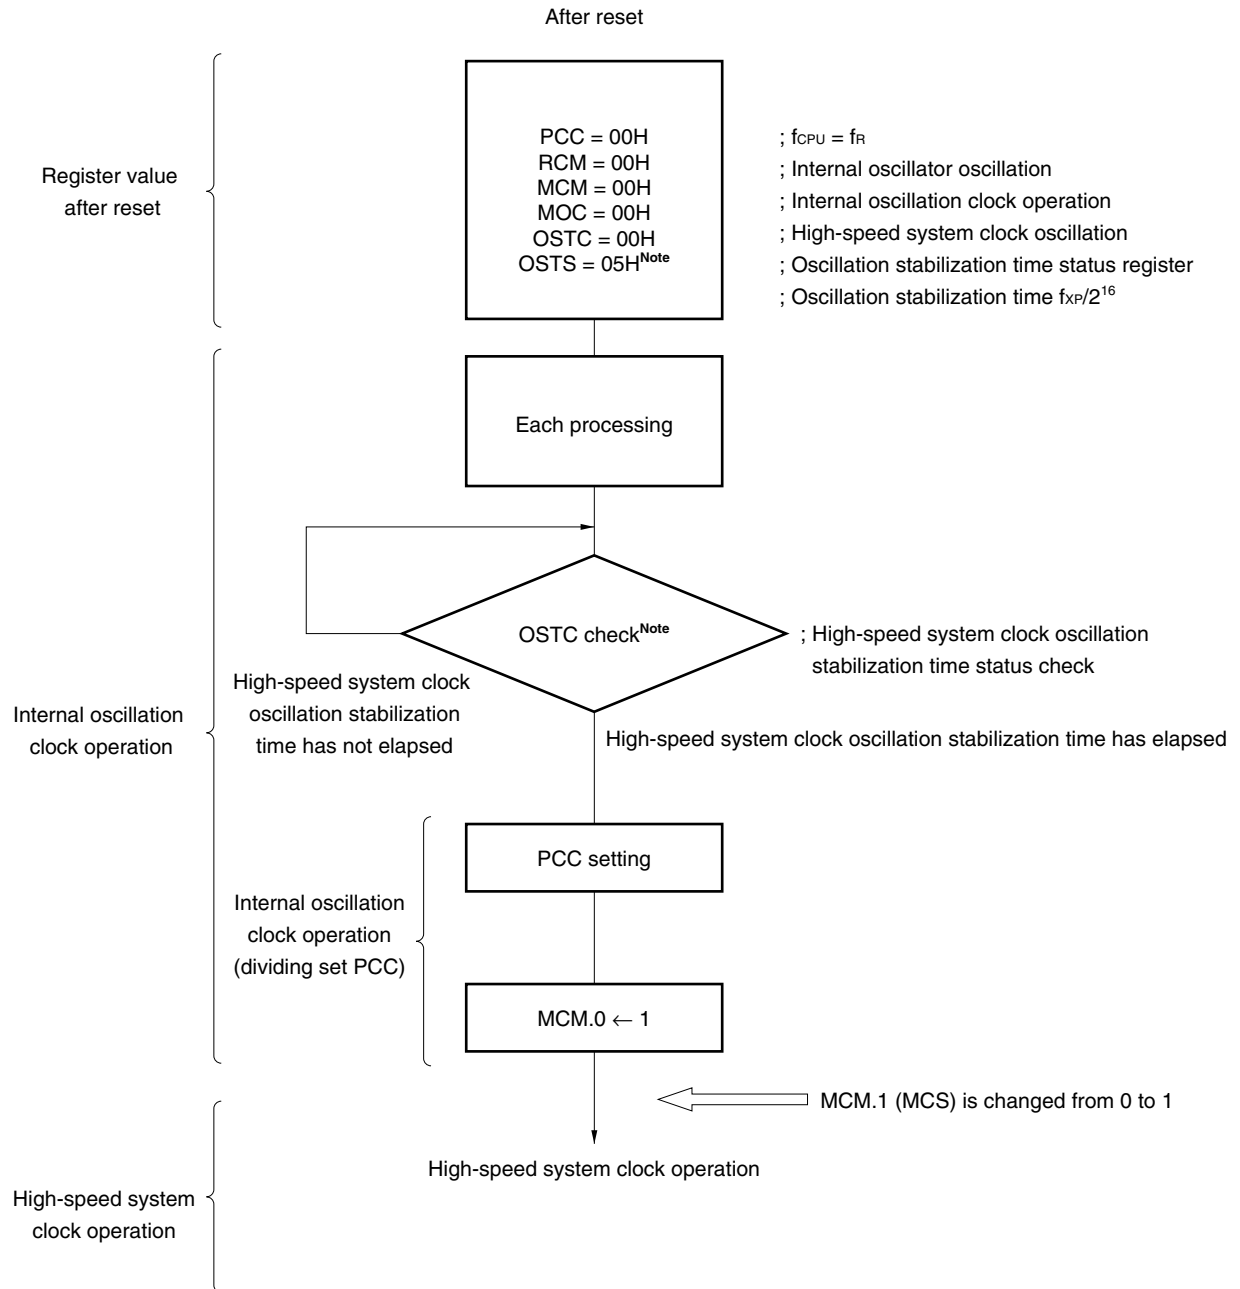 After reset
Register value
after reset
PCC = 00H
RCM = 00H
MCM = 00H
MOC = 00H
OSTC = 00H
OSTS = 05HNote
; fCPU = fR
; Internal oscillator oscillation
; Internal oscillation clock operation
; High-speed system clock oscillation
; Oscillation stabilization time status register
; Oscillation stabilization time fXP/2^16
Each processing
OSTC checkNote
; High-speed system clock oscillation
stabilization time status check
High-speed system clock
oscillation stabilization
time has not elapsed
High-speed system clock oscillation stabilization time has elapsed
Internal oscillation
clock operation
PCC setting
Internal oscillation
clock operation
(dividing set PCC)
MCM.0 ← 1
MCM.1 (MCS) is changed from 0 to 1
High-speed system clock operation
High-speed system
clock operation